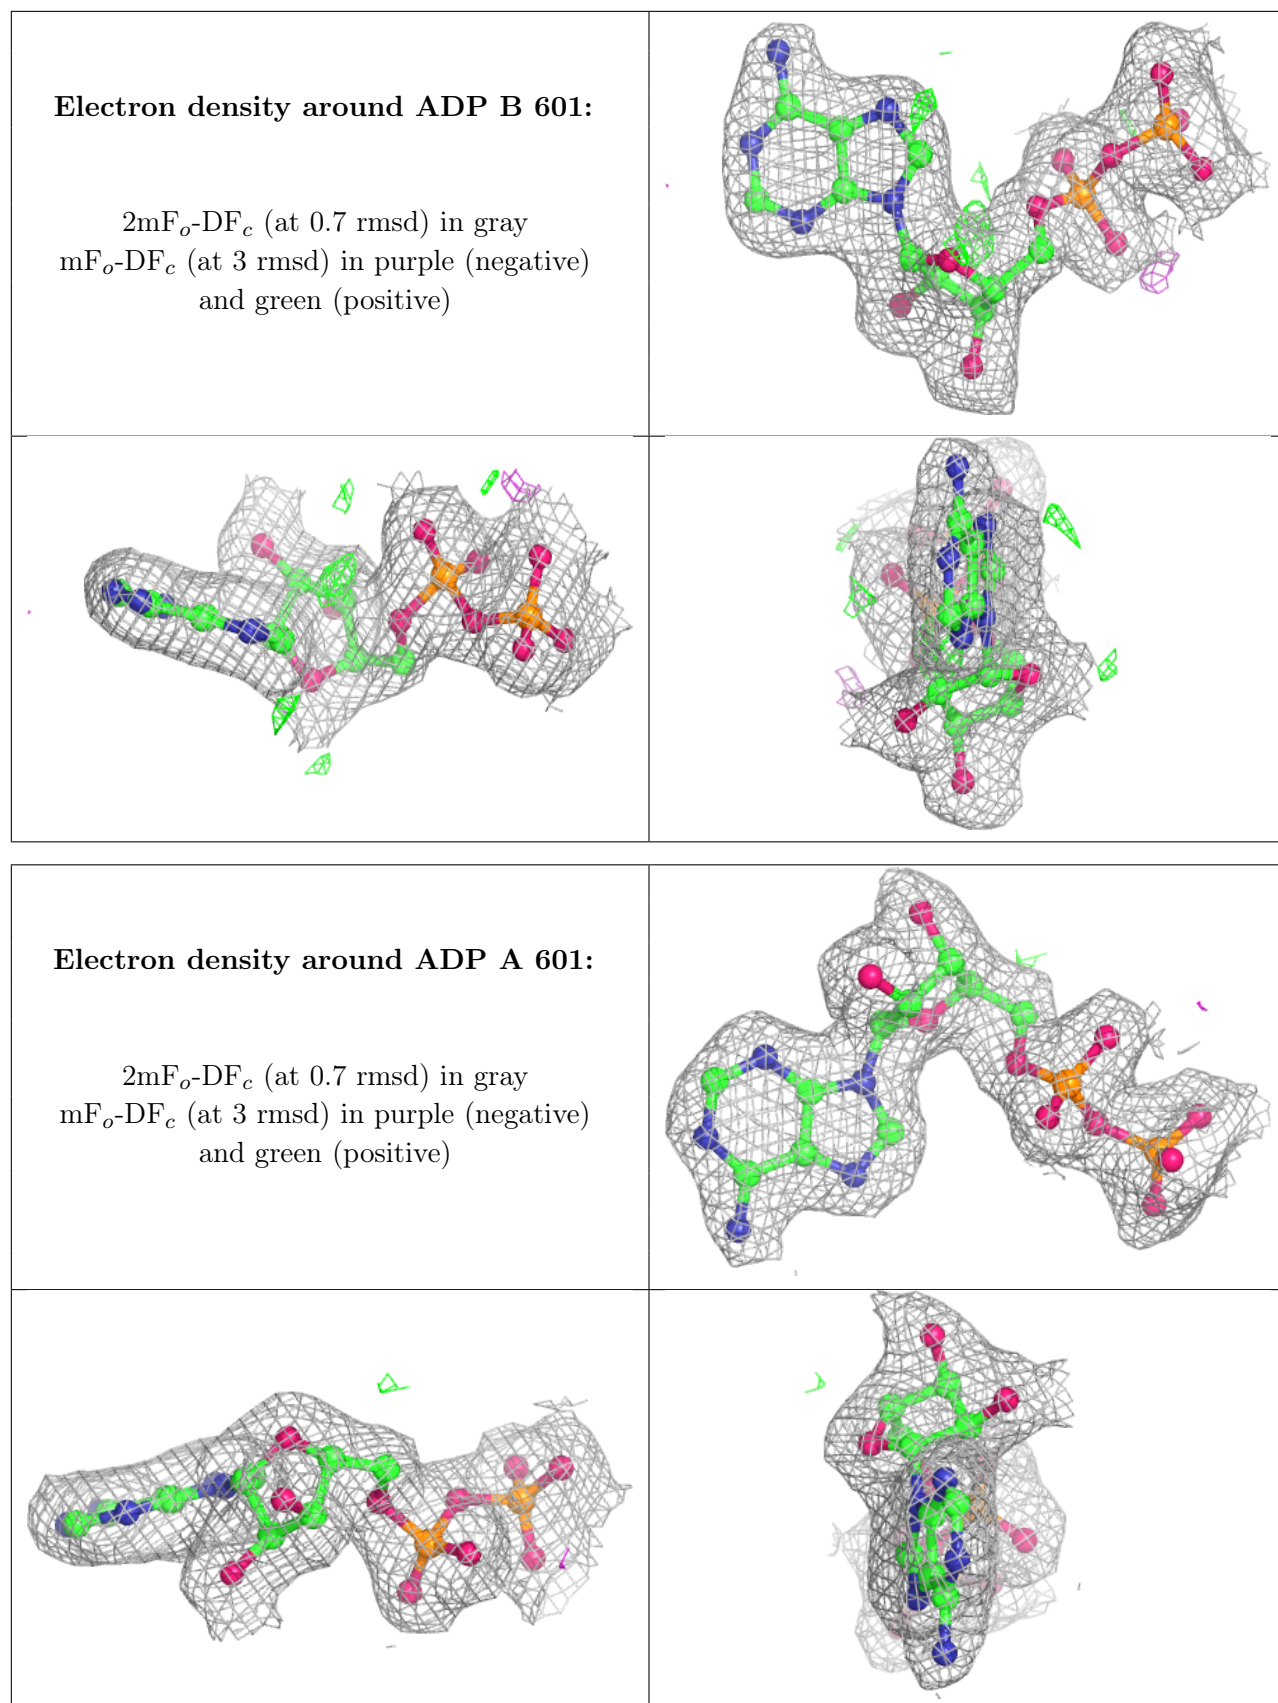 Electron density around ADP B 601:
2mFo-DFc (at 0.7 rmsd) in gray
mFo-DFc (at 3 rmsd) in purple (negative)
and green (positive)
Electron density around ADP A 601:
2mFo-DFc (at 0.7 rmsd) in gray
mFo-DFc (at 3 rmsd) in purple (negative)
and green (positive)